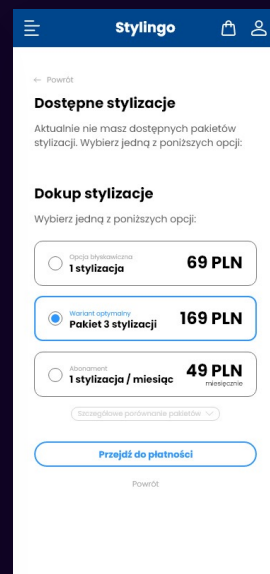 Stylingo
← Powrót
Dostępne stylizacje
Aktualnie nie masz dostępnych pakietów
stylizacji. Wybierz jedną z poniższych opcji:
Dokup stylizacje
Wybierz jedną z poniższych opcji:
Opcja błyskawiczna
1 stylizacja
69 PLN
Wariant optymalny
Pakiet 3 stylizacji
169 PLN
Abonament
1 stylizacja / miesiąc
49 PLN
miesięcznie
Szczegółowe porównanie pakietów
Przejdź do płatności
Powrót